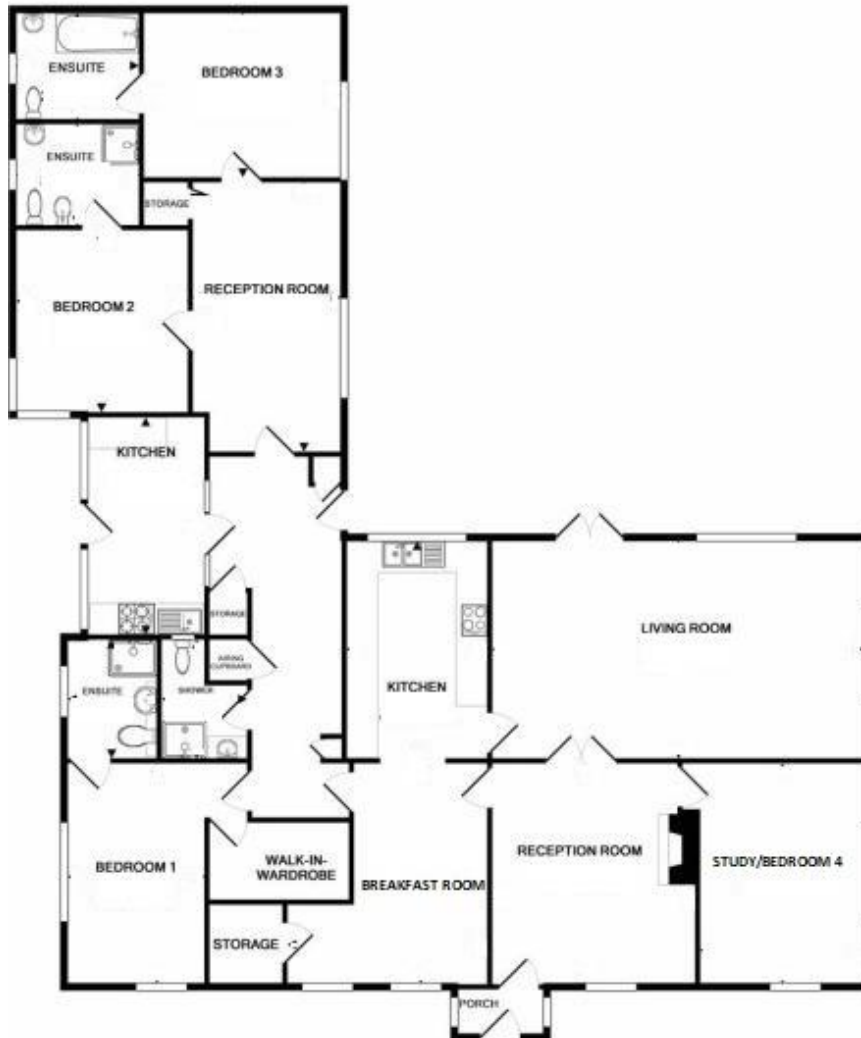 ENSUITE
BEDROOM 3
ENSUITE
STORAGE
RECEPTION ROOM
BEDROOM 2
KITCHEN
STORAGE
LIVING ROOM
AIRING
CUPBOARD
KITCHEN
ENSUITE
SHOWER
BEDROOM 1
WALK-IN-
WARDROBE
RECEPTION ROOM
STUDY/BEDROOM 4
BREAKFAST ROOM
STORAGE
PORCH